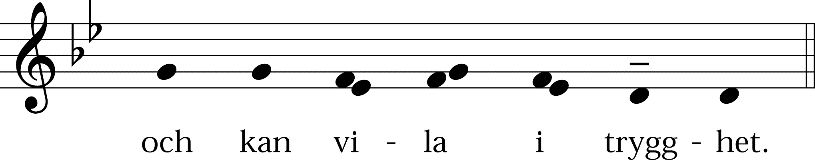 och kan vi - la i trygg - het.